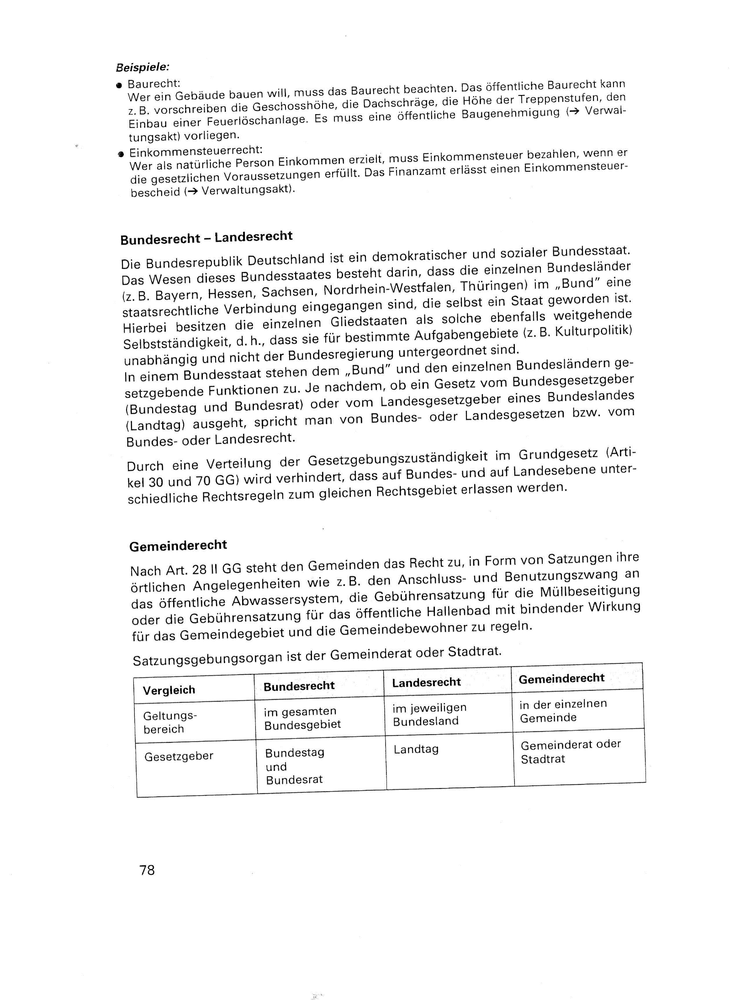 Beispiele:
● Baurecht:
Wer ein Gebäude bauen will, muss das Baurecht beachten. Das öffentliche Baurecht kann
z. B. vorschreiben die Geschosshöhe, die Dachschräge, die Höhe der Treppenstufen, den
Einbau einer Feuerlöschanlage. Es muss eine öffentliche Baugenehmigung (→ Verwal-
tungsakt) vorliegen.
● Einkommensteuerrecht:
Wer als natürliche Person Einkommen erzielt, muss Einkommensteuer bezahlen, wenn er
die gesetzlichen Voraussetzungen erfüllt. Das Finanzamt erlässt einen Einkommensteuer-
bescheid (→ Verwaltungsakt).
Bundesrecht – Landesrecht
Die Bundesrepublik Deutschland ist ein demokratischer und sozialer Bundesstaat.
Das Wesen dieses Bundesstaates besteht darin, dass die einzelnen Bundesländer
(z. B. Bayern, Hessen, Sachsen, Nordrhein-Westfalen, Thüringen) im „Bund" eine
staatsrechtliche Verbindung eingegangen sind, die selbst ein Staat geworden ist.
Hierbei besitzen die einzelnen Gliedstaaten als solche ebenfalls weitgehende
Selbstständigkeit, d. h., dass sie für bestimmte Aufgabengebiete (z. B. Kulturpolitik)
unabhängig und nicht der Bundesregierung untergeordnet sind.
In einem Bundesstaat stehen dem „Bund" und den einzelnen Bundesländern ge-
setzgebende Funktionen zu. Je nachdem, ob ein Gesetz vom Bundesgesetzgeber
(Bundestag und Bundesrat) oder vom Landesgesetzgeber eines Bundeslandes
(Landtag) ausgeht, spricht man von Bundes- oder Landesgesetzen bzw. vom
Bundes- oder Landesrecht.
Durch eine Verteilung der Gesetzgebungszuständigkeit im Grundgesetz (Arti-
kel 30 und 70 GG) wird verhindert, dass auf Bundes- und auf Landesebene unter-
schiedliche Rechtsregeln zum gleichen Rechtsgebiet erlassen werden.
Gemeinderecht
Nach Art. 28 II GG steht den Gemeinden das Recht zu, in Form von Satzungen ihre
örtlichen Angelegenheiten wie z. B. den Anschluss- und Benutzungszwang an
das öffentliche Abwassersystem, die Gebührensatzung für die Müllbeseitigung
oder die Gebührensatzung für das öffentliche Hallenbad mit bindender Wirkung
für das Gemeindegebiet und die Gemeindebewohner zu regeln.
Satzungsgebungsorgan ist der Gemeinderat oder Stadtrat.
Vergleich Bundesrecht Landesrecht Gemeinderecht
Geltungs- im gesamten im jeweiligen in der einzelnen
bereich Bundesgebiet Bundesland Gemeinde
Gesetzgeber Bundestag Landtag Gemeinderat oder
und Stadtrat
Bundesrat
78